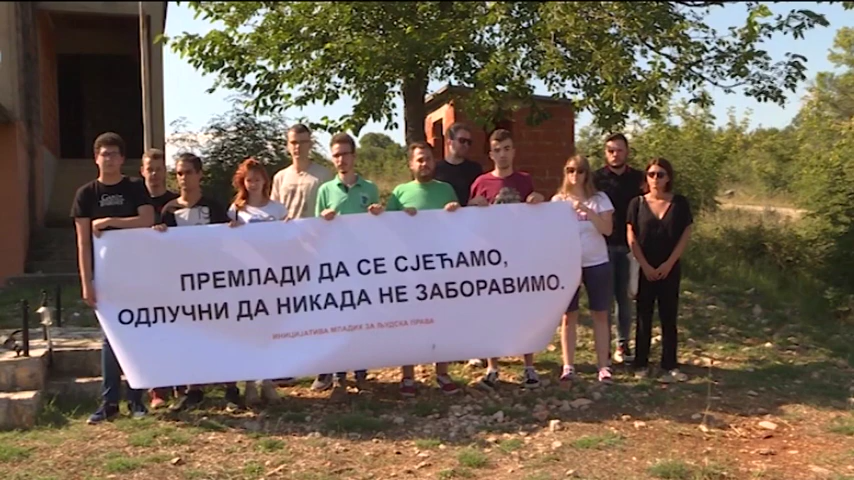 ПРЕМЛАДИ ДА СЕ СЈЕЋАМО,
ОДЛУЧНИ ДА НИКАДА НЕ ЗАБОРАВИМО.
ИНИЦИЈАТИВА МЛАДИХ ЗА ЉУДСКА ПРАВА